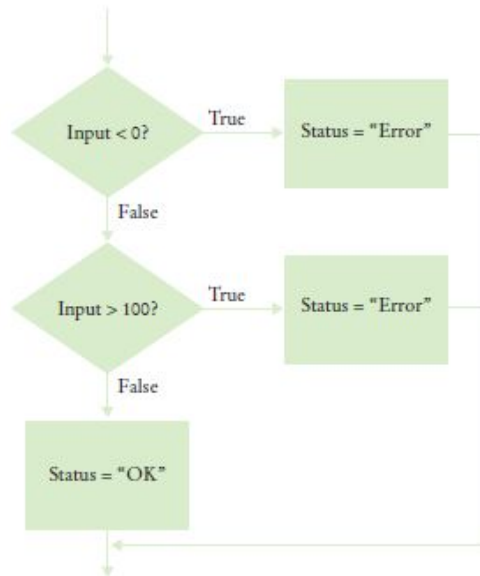 Input < 0?
True
Status = “Error”
False
Input > 100?
True
Status = “Error”
False
Status = “OK”